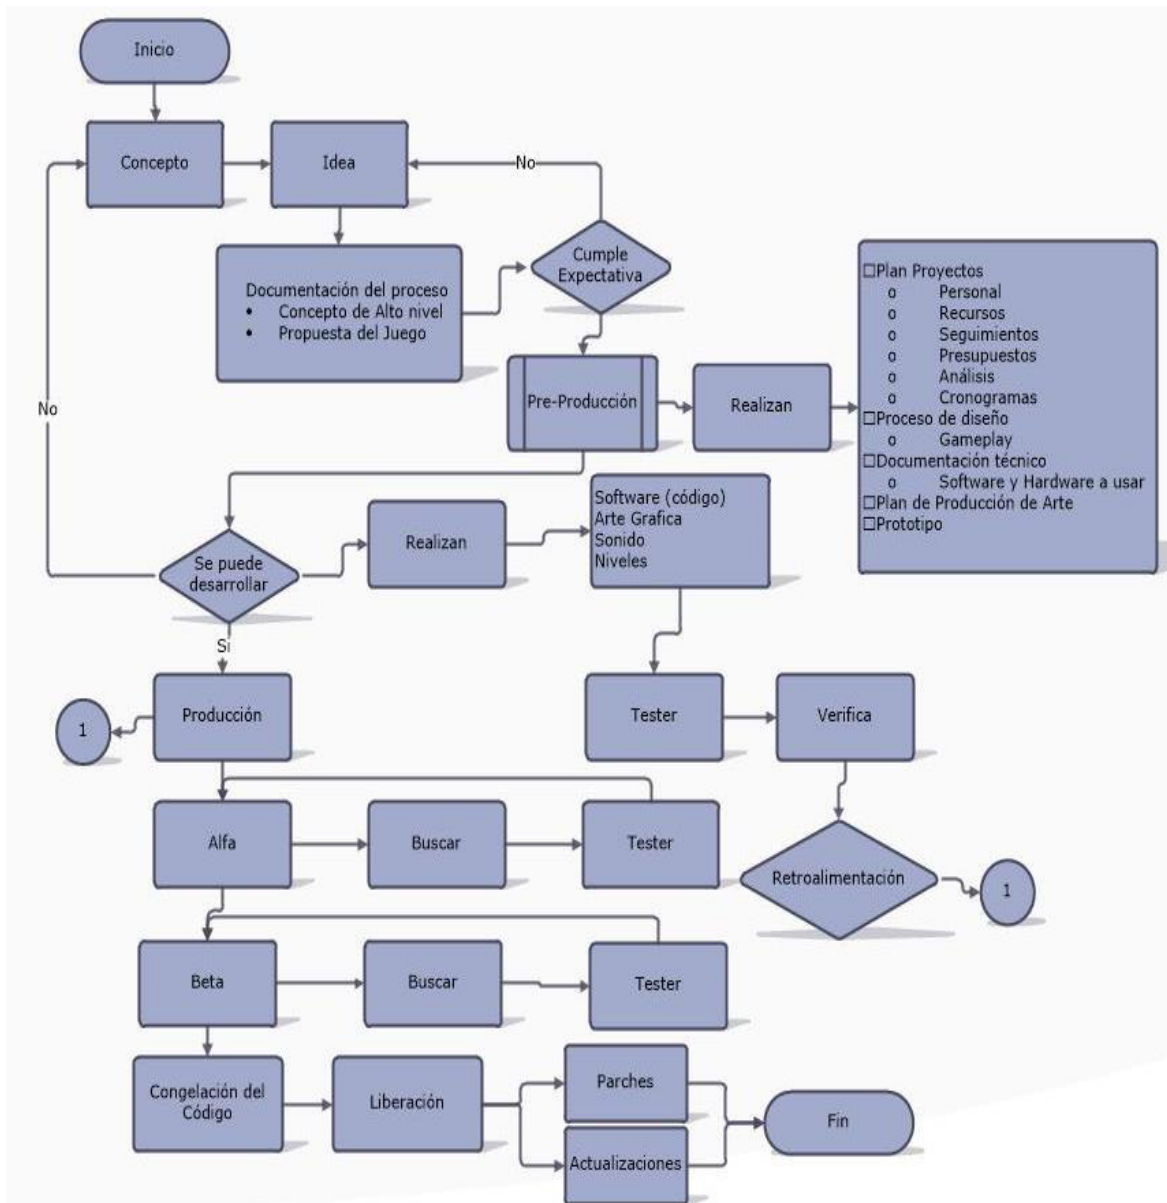 Inicio
Concepto
Idea
No
Cumple
Expectativa
Documentación del proceso
• Concepto de Alto nivel
• Propuesta del Juego
Pre-Producción
Realizan
□Plan Proyectos
o Personal
o Recursos
o Seguimientos
o Presupuestos
o Análisis
o Cronogramas
□Proceso de diseño
o Gameplay
□Documentación técnico
o Software y Hardware a usar
□Plan de Producción de Arte
□Prototipo
No
Se puede
desarrollar
Realizan
Software (código)
Arte Grafica
Sonido
Niveles
Si
Producción
1
Tester
Verifica
Alfa
Buscar
Tester
Retroalimentación
1
Beta
Buscar
Tester
Congelación del
Código
Liberación
Parches
Actualizaciones
Fin